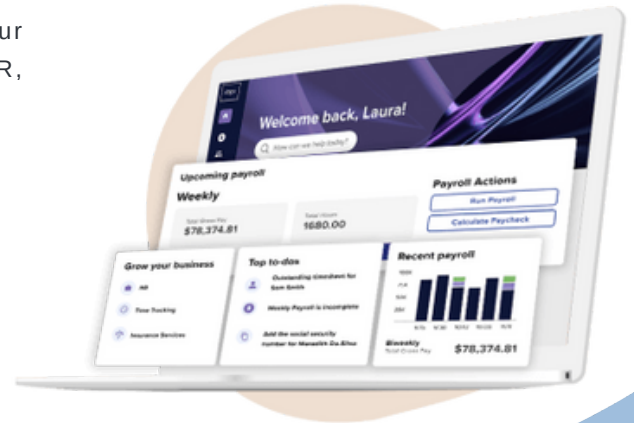 ur
R,
Welcome back, Laura!
How can we help today?
Upcoming payroll
Weekly
Total Gross Pay
$78,374.81
Total Hours
1680.00
Payroll Actions
Run Payroll
Calculate Paycheck
Grow your business
HR
Time Tracking
Insurance Services
Top to-dos
Outstanding timesheet for
Sam Smith
Weekly Payroll is incomplete
Add the social security
number for Meredith Da Silva
Recent payroll
Biweekly
Total Gross Pay
$78,374.81